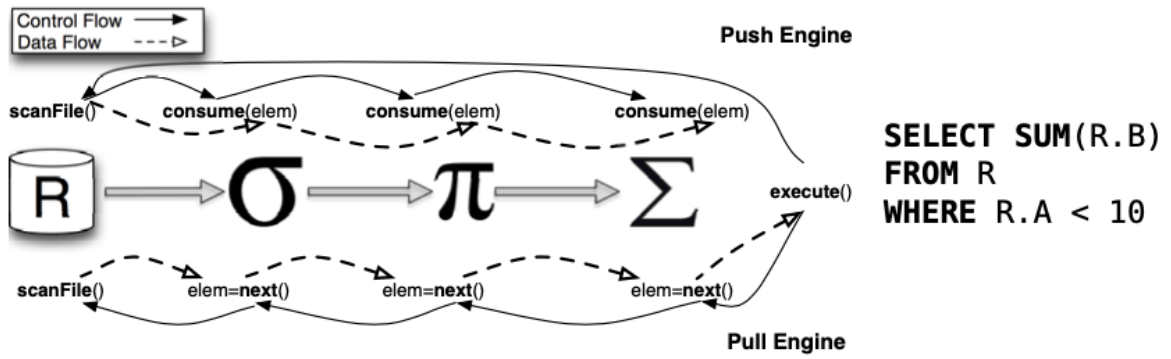 Control Flow
Data Flow
Push Engine
scanFile()
consume(elem)
consume(elem)
consume(elem)
R
σ
π
Σ
execute()
SELECT SUM(R.B)
FROM R
WHERE R.A < 10
scanFile()
elem=next()
elem=next()
elem=next()
Pull Engine